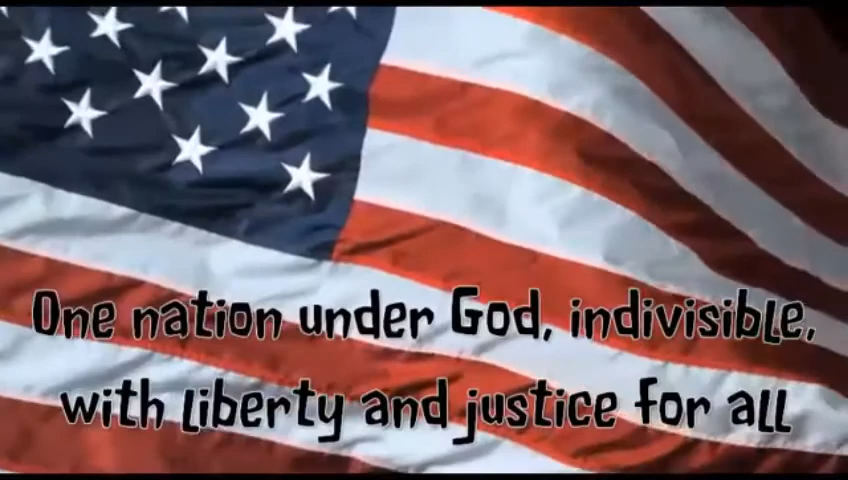 One nation under God, indivisible,
with liberty and justice for all